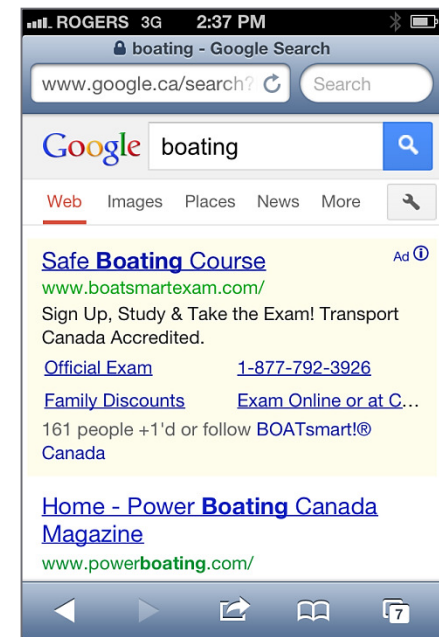 ROGERS 3G 2:37 PM
boating - Google Search
www.google.ca/search? Search
Google boating
Web Images Places News More
Safe Boating Course Ad
www.boatsmartexam.com/
Sign Up, Study & Take the Exam! Transport
Canada Accredited.
Official Exam 1-877-792-3926
Family Discounts Exam Online or at C...
161 people +1'd or follow BOATsmart!®
Canada
Home - Power Boating Canada
Magazine
www.powerboating.com/
7